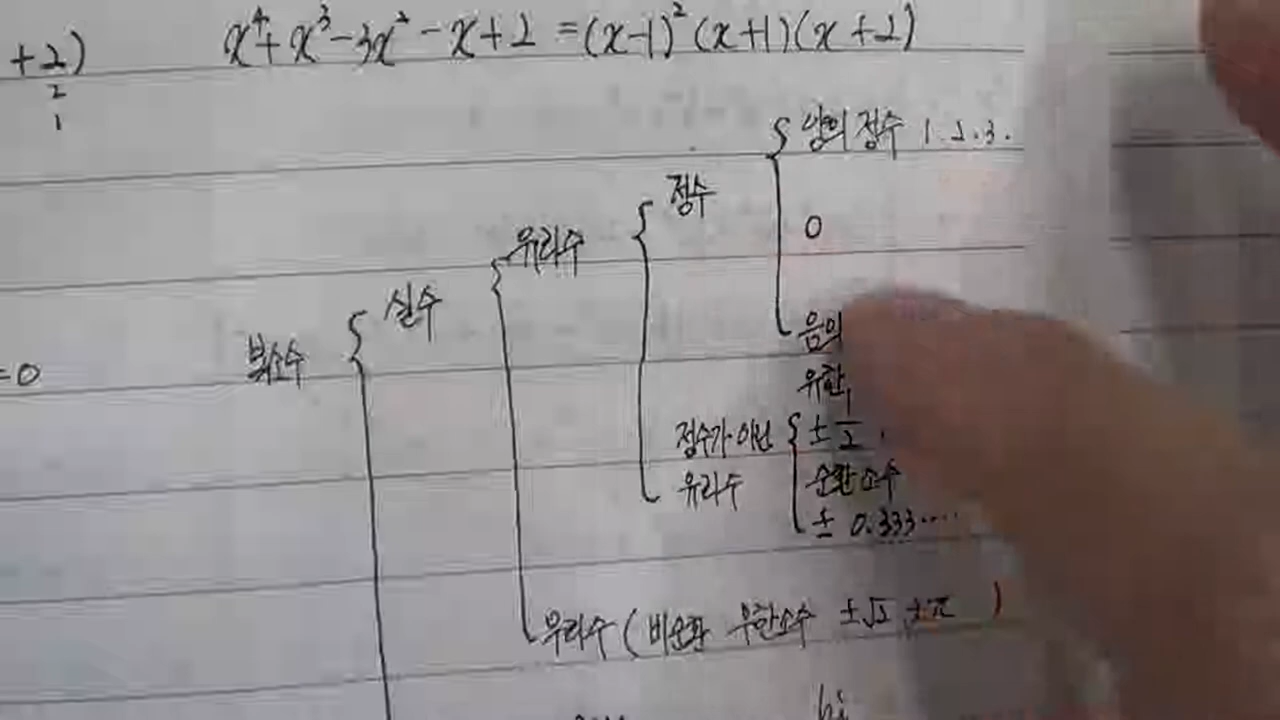 +2)
2
1
x⁴+x³-3x²-x+2 =(x-1)²(x+1)(x+2)
양의 정수 1.2.3.
정수
0
유리수
실수
음의
복소수
=0
유한
정수가 아닌
± 1/2 .
유리수
순환소수
± 0.333.....
무리수 ( 비순환 무한소수 ±√2 ±π )
bi